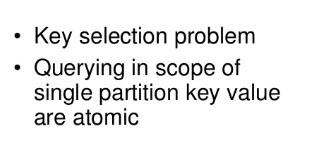 • Key selection problem
• Querying in scope of
single partition key value
are atomic